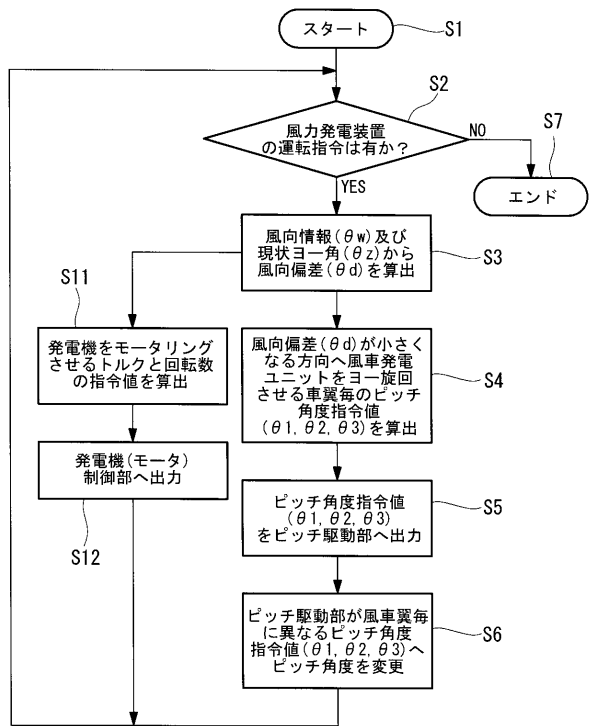 スタート
S1
S2
風力発電装置
の運転指令は有か？
NO
S7
エンド
YES
風向情報(θw)及び
現状ヨー角(θz)から
風向偏差(θd)を算出
S3
S11
発電機をモータリング
させるトルクと回転数
の指令値を算出
風向偏差(θd)が小さく
なる方向へ風車発電
ユニットをヨー旋回
させる車翼毎のピッチ
角度指令値
(θ1,θ2,θ3)を算出
S4
発電機(モータ)
制御部へ出力
S12
ピッチ角度指令値
(θ1,θ2,θ3)
をピッチ駆動部へ出力
S5
ピッチ駆動部が風車翼毎
に異なるピッチ角度
指令値(θ1,θ2,θ3)へ
ピッチ角度を変更
S6